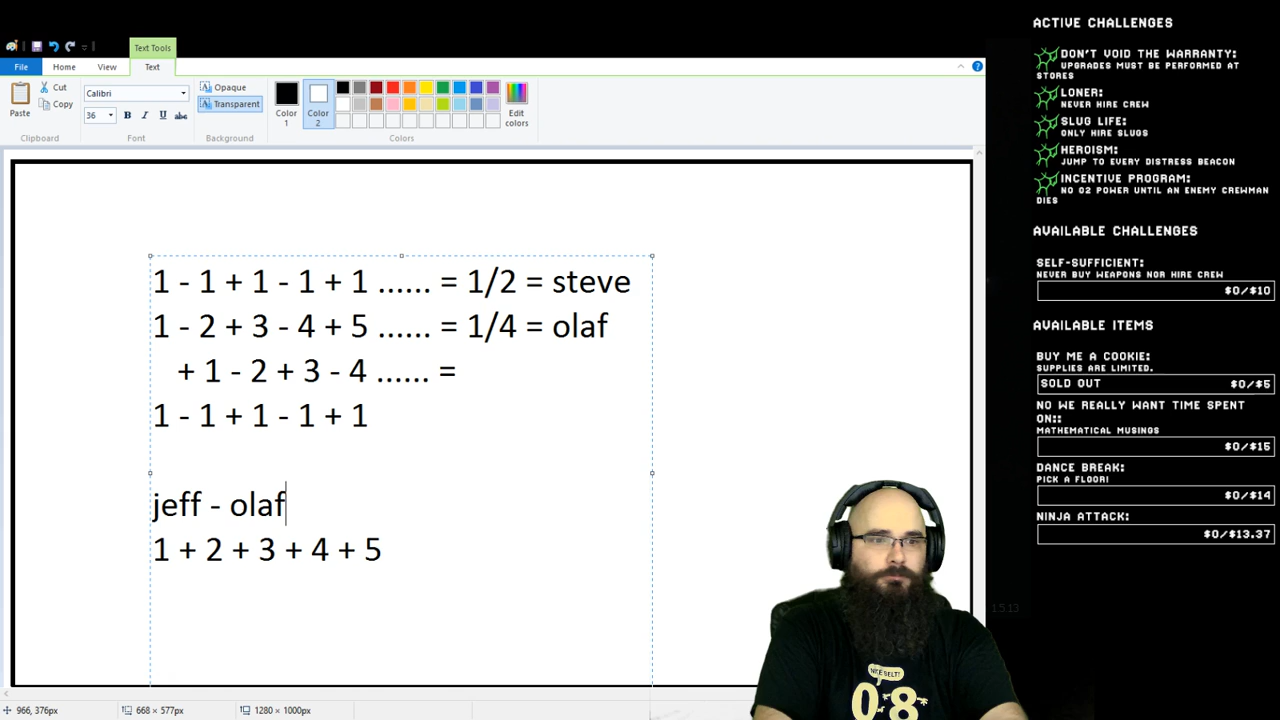 Text Tools
File
Home
View
Text
Paste
Cut
Copy
Clipboard
Calibri
36
B
I
U
abc
Font
Opaque
Transparent
Background
Color 1
Color 2
Edit colors
Colors
1 - 1 + 1 - 1 + 1 ...... = 1/2 = steve
1 - 2 + 3 - 4 + 5 ...... = 1/4 = olaf
+ 1 - 2 + 3 - 4 ...... =
1 - 1 + 1 - 1 + 1
jeff - olaf
1 + 2 + 3 + 4 + 5
966, 376px
668 × 577px
1280 × 1000px
ACTIVE CHALLENGES
DON'T VOID THE WARRANTY:
UPGRADES MUST BE PERFORMED AT
STORES
LONER:
NEVER HIRE CREW
SLUG LIFE:
ONLY HIRE SLUGS
HEROISM:
JUMP TO EVERY DISTRESS BEACON
INCENTIVE PROGRAM:
NO O2 POWER UNTIL AN ENEMY CREWMAN
DIES
AVAILABLE CHALLENGES
SELF-SUFFICIENT:
NEVER BUY WEAPONS NOR HIRE CREW
$0/$10
AVAILABLE ITEMS
BUY ME A COOKIE:
SUPPLIES ARE LIMITED.
SOLD OUT $0/$5
NO WE REALLY WANT TIME SPENT
ON::
MATHEMATICAL MUSINGS
$0/$15
DANCE BREAK:
PICK A FLOOR!
$0/$14
NINJA ATTACK:
$0/$13.37
1513
NICE BELT!
08